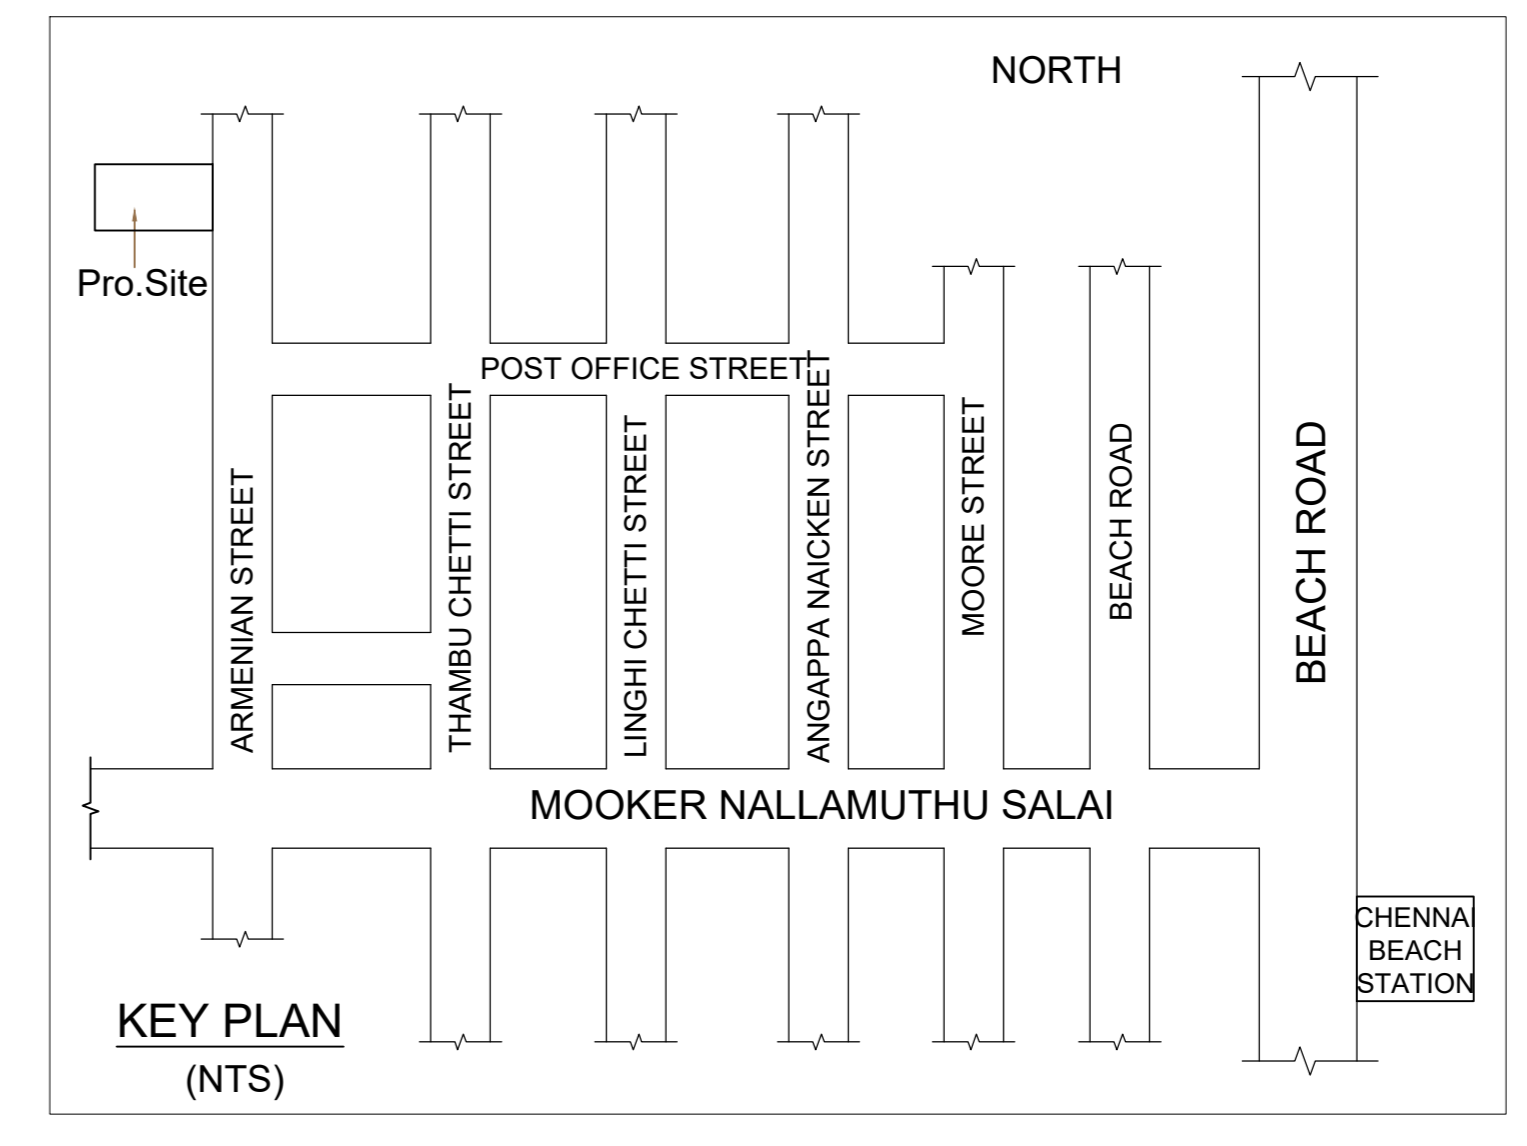 NORTH
Pro.Site
POST OFFICE STREET
ARMENIAN STREET
THAMBU CHETTI STREET
LINGHI CHETTI STREET
ANGAPPA NAICKEN STREET
MOORE STREET
BEACH ROAD
BEACH ROAD
MOOKER NALLAMUTHU SALAI
CHENNAI
BEACH
STATION
KEY PLAN
(NTS)